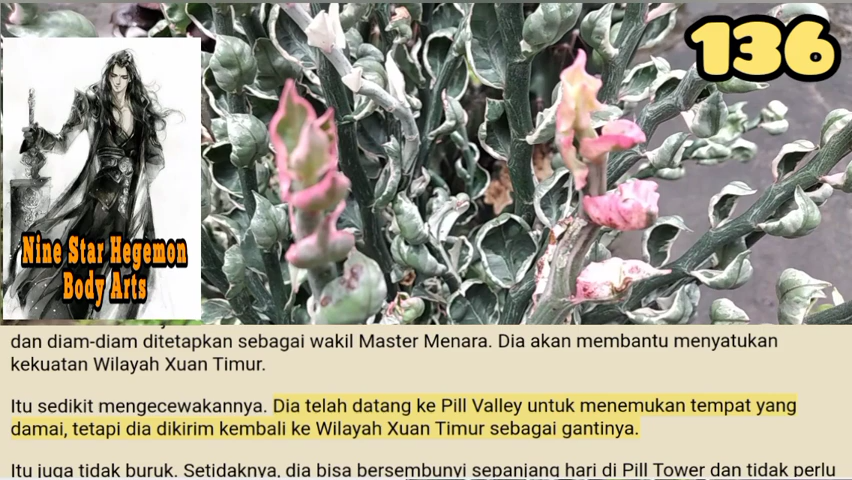 136
Nine Star Hegemon
Body Arts
dan diam-diam ditetapkan sebagai wakil Master Menara. Dia akan membantu menyatukan
kekuatan Wilayah Xuan Timur.
Itu sedikit mengecewakannya. Dia telah datang ke Pill Valley untuk menemukan tempat yang
damai, tetapi dia dikirim kembali ke Wilayah Xuan Timur sebagai gantinya.
Itu juga tidak buruk. Setidaknya, dia bisa bersembunyi sepanjang hari di Pill Tower dan tidak perlu